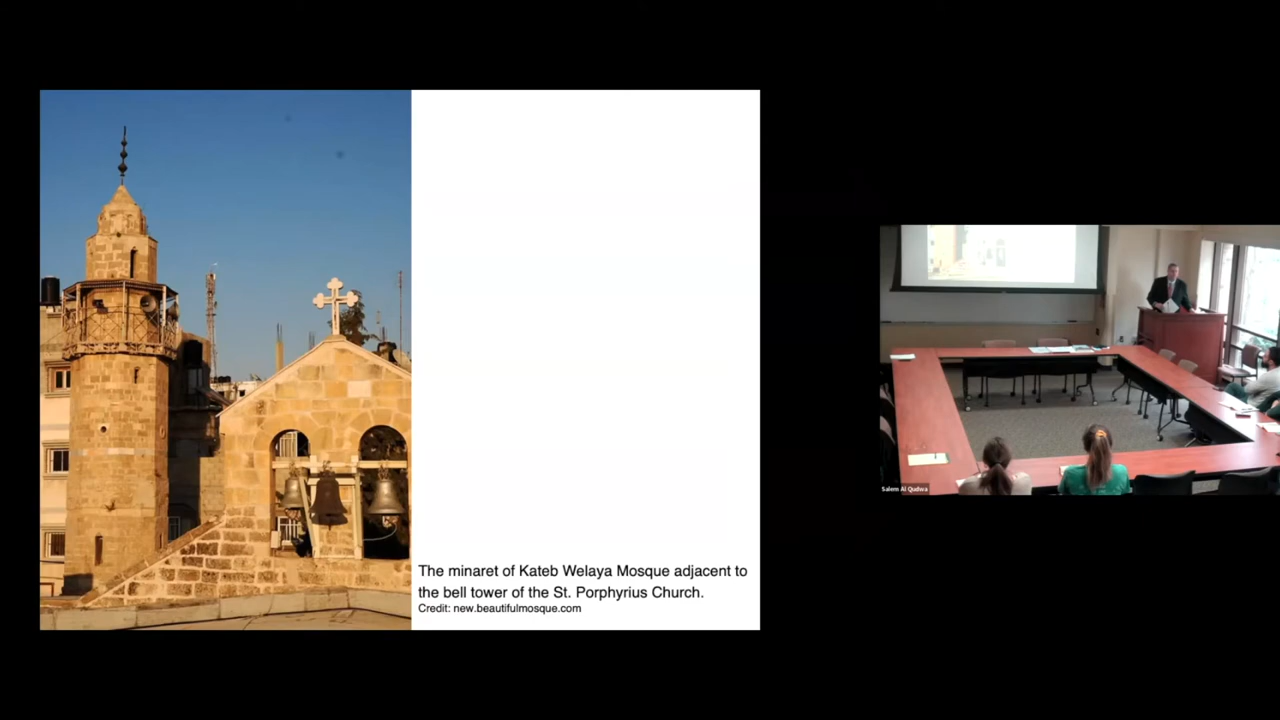 The minaret of Kateb Welaya Mosque adjacent to
the bell tower of the St. Porphyrius Church.
Credit: new.beautifulmosque.com
Salem Al Qudwa